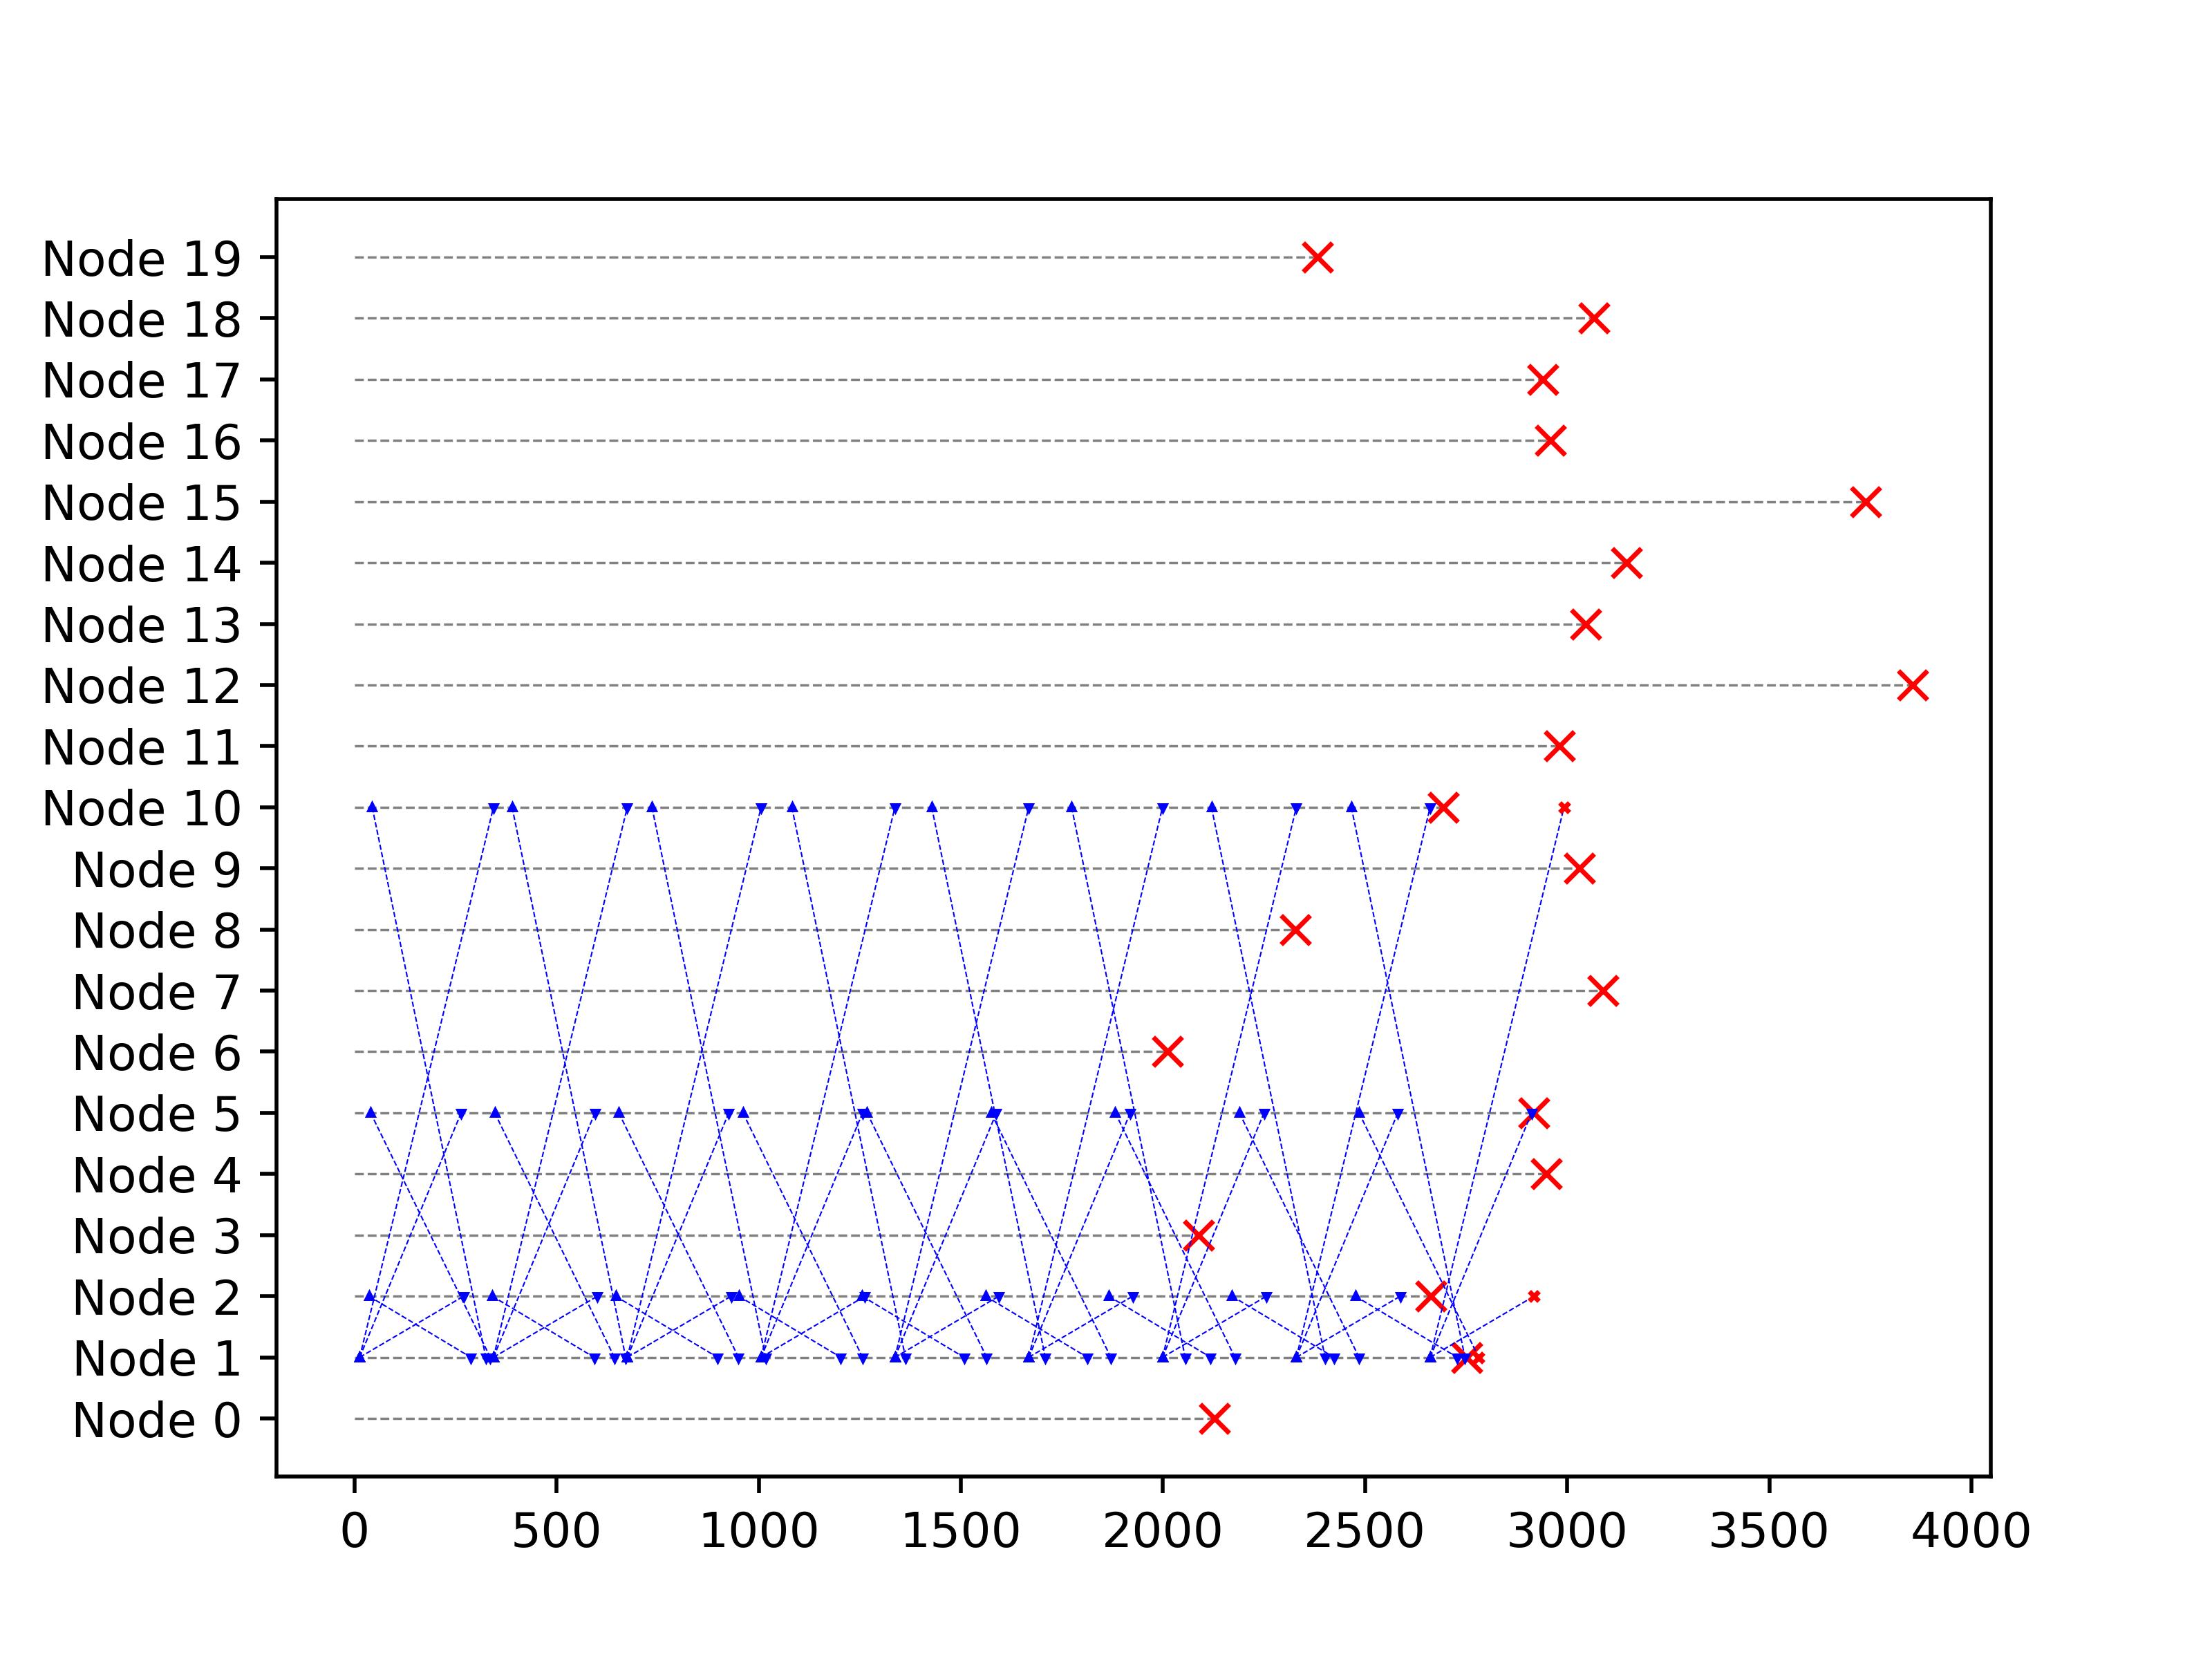 Node 19
Node 18
Node 17
Node 16
Node 15
Node 14
Node 13
Node 12
Node 11
Node 10
Node 9
Node 8
Node 7
Node 6
Node 5
Node 4
Node 3
Node 2
Node 1
Node 0
0 500 1000 1500 2000 2500 3000 3500 4000